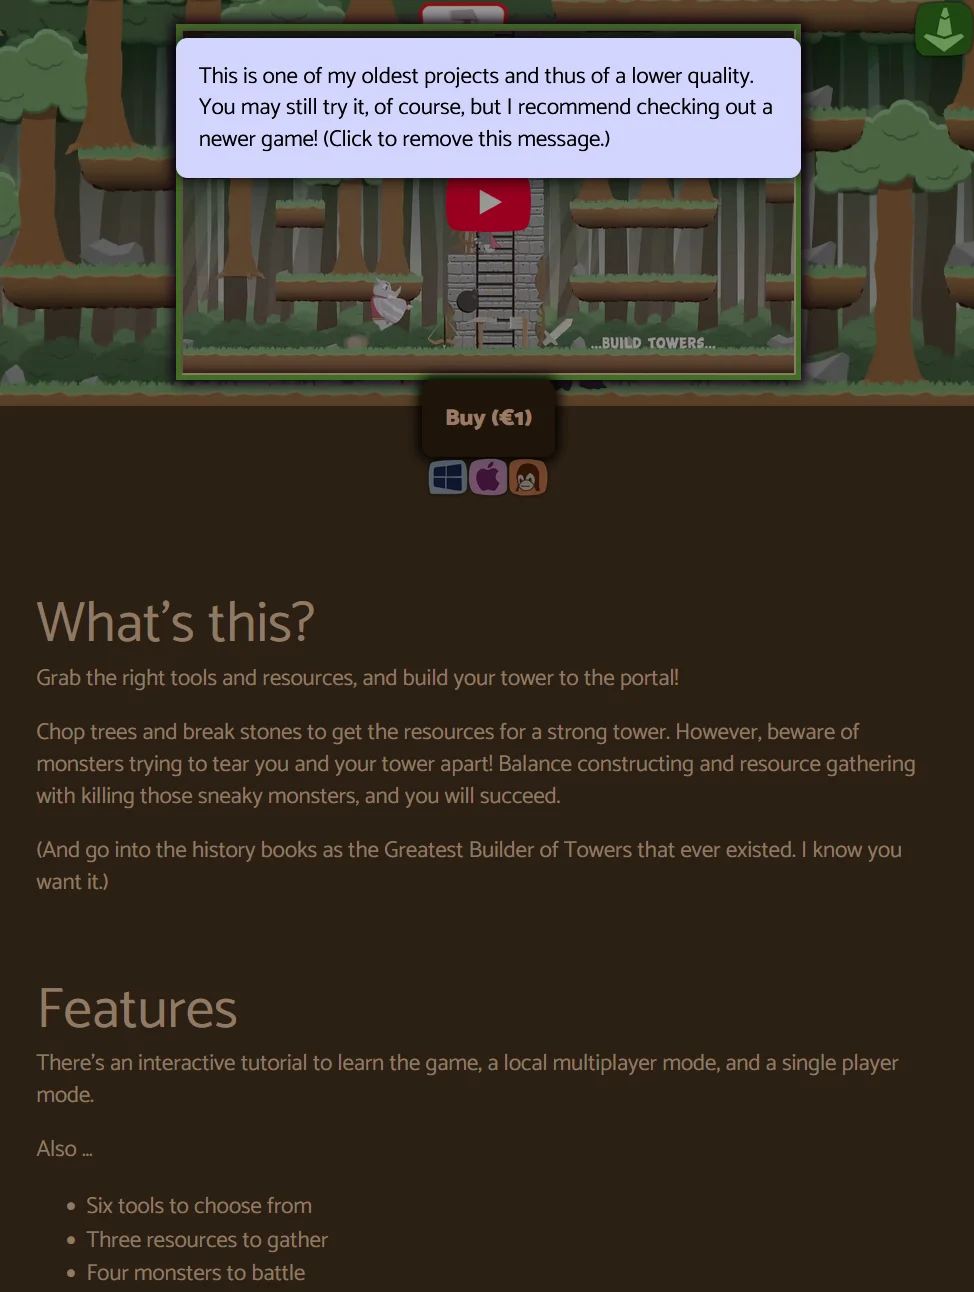 This is one of my oldest projects and thus of a lower quality.
You may still try it, of course, but I recommend checking out a
newer game! (Click to remove this message.)
...BUILD TOWERS...
Buy (€1)
What's this?
Grab the right tools and resources, and build your tower to the portal!
Chop trees and break stones to get the resources for a strong tower. However, beware of
monsters trying to tear you and your tower apart! Balance constructing and resource gathering
with killing those sneaky monsters, and you will succeed.
(And go into the history books as the Greatest Builder of Towers that ever existed. I know you
want it.)
Features
There's an interactive tutorial to learn the game, a local multiplayer mode, and a single player
mode.
Also ...
• Six tools to choose from
• Three resources to gather
• Four monsters to battle